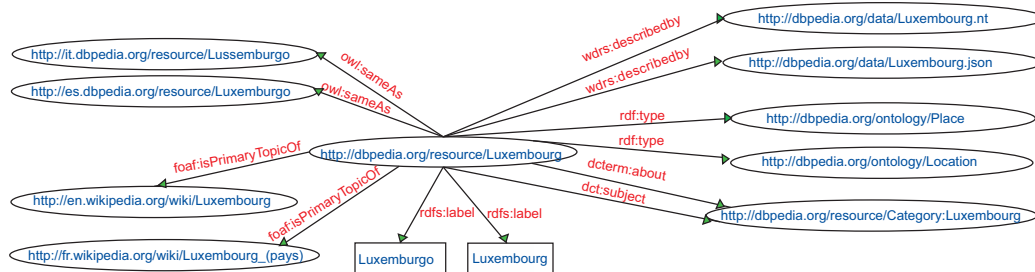 http://dbpedia.org/data/Luxembourg.nt
http://it.dbpedia.org/resource/Lussemburgo
wdrs:describedby
owl:sameAs
http://dbpedia.org/data/Luxembourg.json
wdrs:describedby
http://es.dbpedia.org/resource/Luxemburgo
owl:sameAs
rdf:type
http://dbpedia.org/ontology/Place
rdf:type
http://dbpedia.org/resource/Luxembourg
foaf:isPrimaryTopicOf
http://dbpedia.org/ontology/Location
dcterm:about
dct:subject
http://en.wikipedia.org/wiki/Luxembourg
foaf:isPrimaryTopicOf
rdfs:label
rdfs:label
http://dbpedia.org/resource/Category:Luxembourg
http://fr.wikipedia.org/wiki/Luxembourg_(pays)
Luxemburgo
Luxembourg